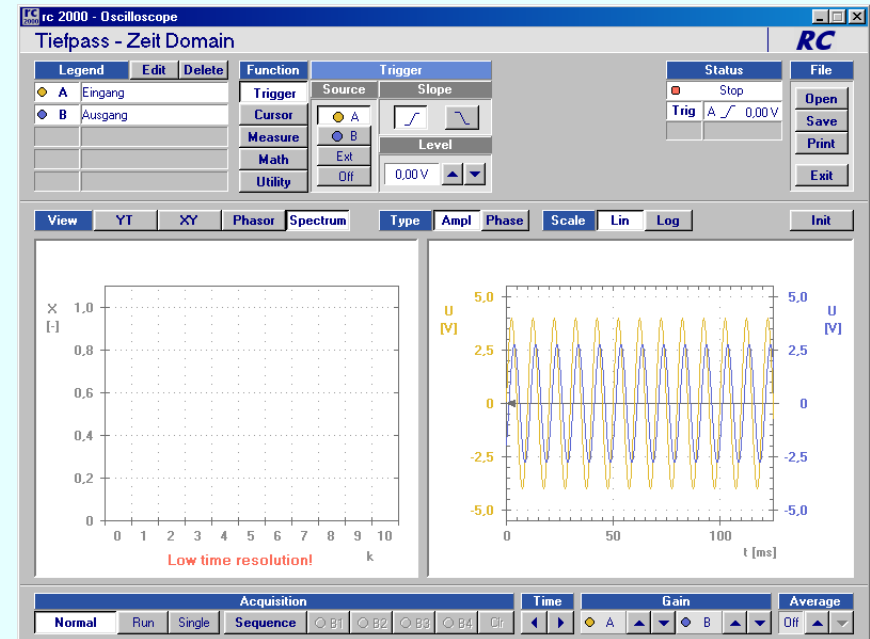 rc 2000 - Oscilloscope
Tiefpass - Zeit Domain
RC
Legend Edit Delete
A Eingang
B Ausgang
Function
Trigger
Cursor
Measure
Math
Utility
Trigger
Source
A
B
Ext
Off
Slope
Level
0,00 V
Status
Stop
Trig A 0,00 V
File
Open
Save
Print
Exit
View YT XY Phasor Spectrum Type Ampl Phase Scale Lin Log Init
X
[-]
1,0
0,8
0,6
0,4
0,2
0
0 1 2 3 4 5 6 7 8 9 10
k
Low time resolution!
U
[V]
5,0
2,5
0
-2,5
-5,0
0 50 100
t [ms]
5,0
2,5
0
-2,5
-5,0
U
[V]
Acquisition
Normal Run Single Sequence B1 B2 B3 B4 Clr
Time
Gain
A B
Average
Off